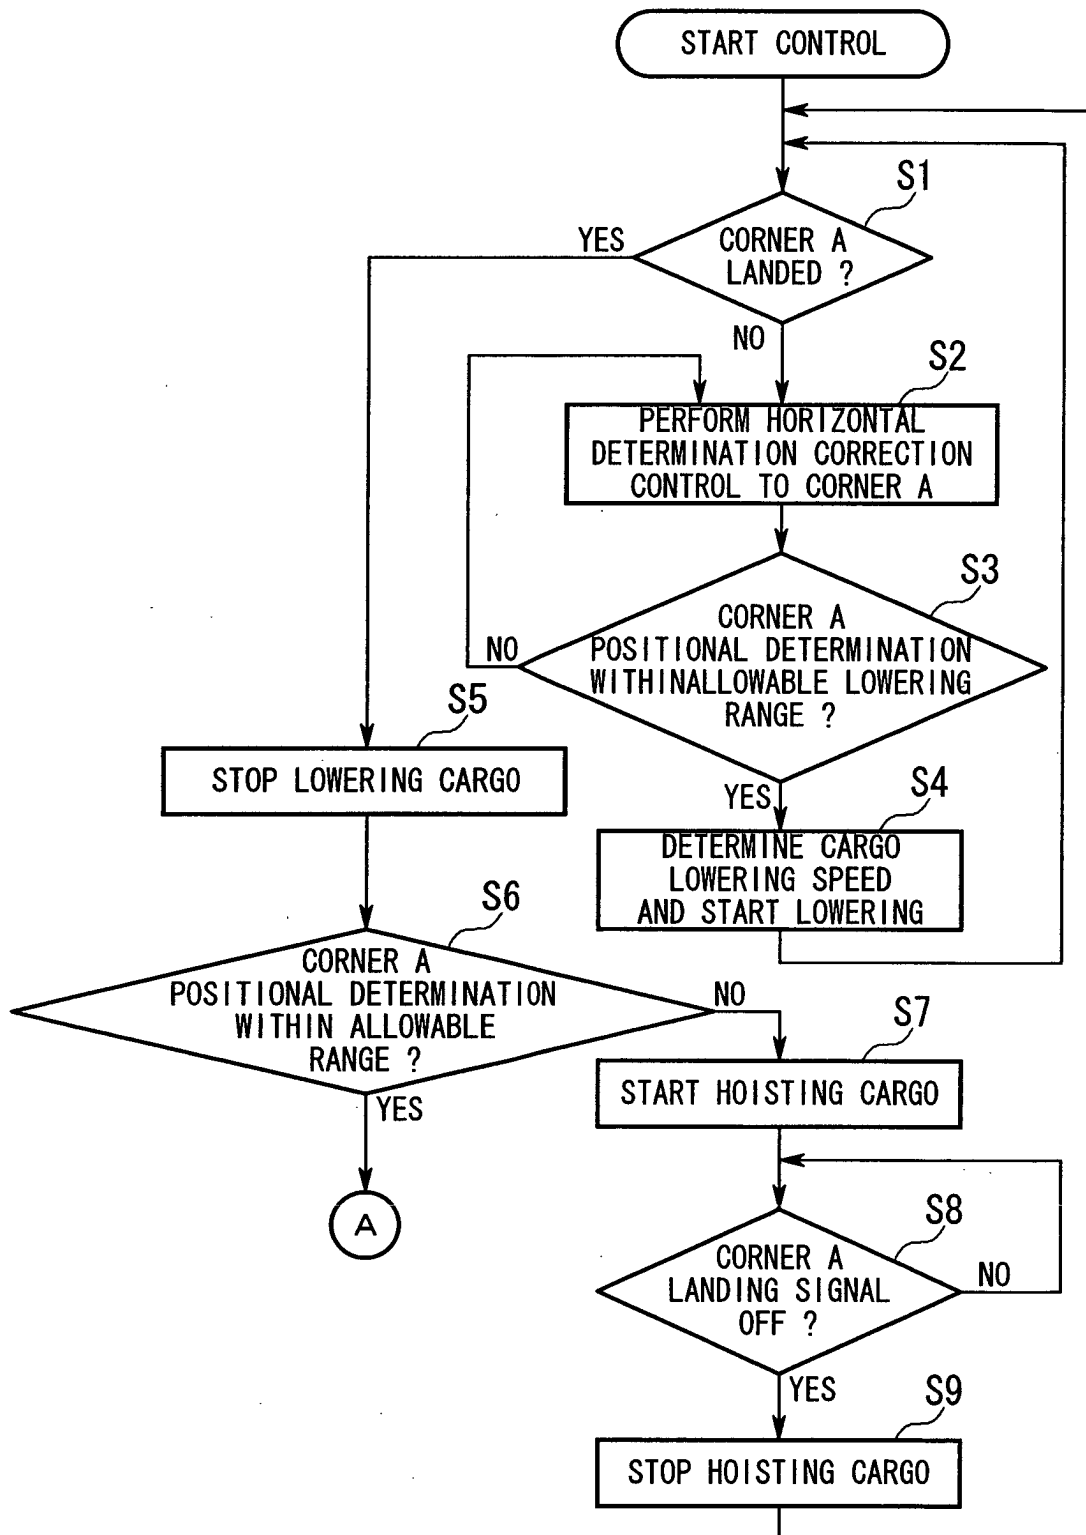 START CONTROL
S1
CORNER A
LANDED ?
YES
NO
S2
PERFORM HORIZONTAL
DETERMINATION CORRECTION
CONTROL TO CORNER A
S3
CORNER A
POSITIONAL DETERMINATION
WITHINALLOWABLE LOWERING
RANGE ?
NO
YES
S4
DETERMINE CARGO
LOWERING SPEED
AND START LOWERING
S5
STOP LOWERING CARGO
S6
CORNER A
POSITIONAL DETERMINATION
WITHIN ALLOWABLE
RANGE ?
NO
YES
A
S7
START HOISTING CARGO
S8
CORNER A
LANDING SIGNAL
OFF ?
NO
YES
S9
STOP HOISTING CARGO